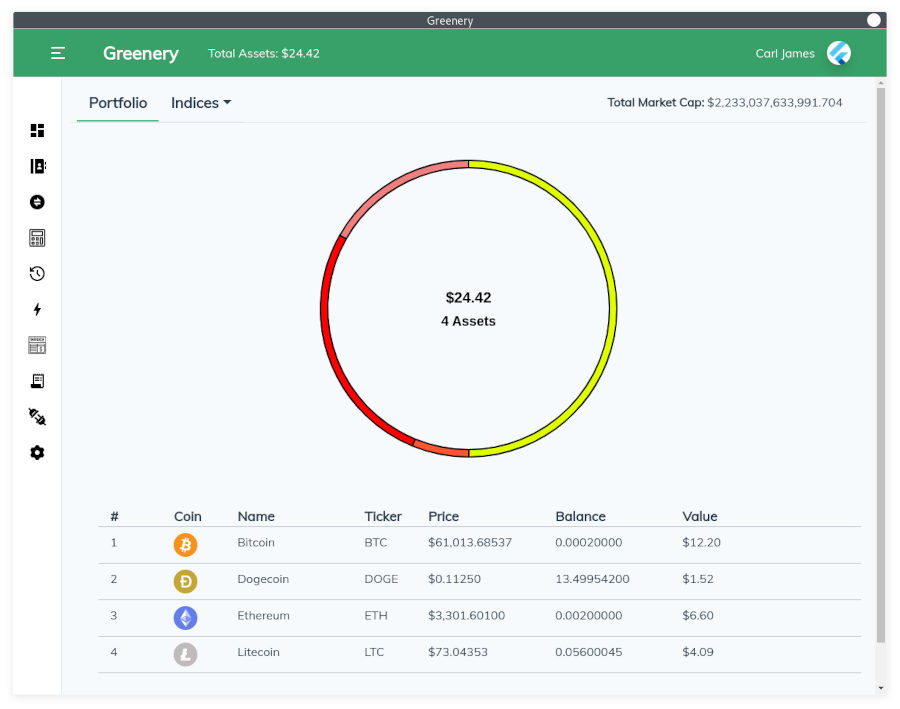 Greenery
Greenery Total Assets: $24.42 Carl James
Portfolio Indices Total Market Cap: $2,233,037,633,991.704
$24.42
4 Assets
# Coin Name Ticker Price Balance Value
1 Bitcoin BTC $61,013.68537 0.00020000 $12.20
2 Dogecoin DOGE $0.11250 13.49954200 $1.52
3 Ethereum ETH $3,301.60100 0.00200000 $6.60
4 Litecoin LTC $73.04353 0.05600045 $4.09